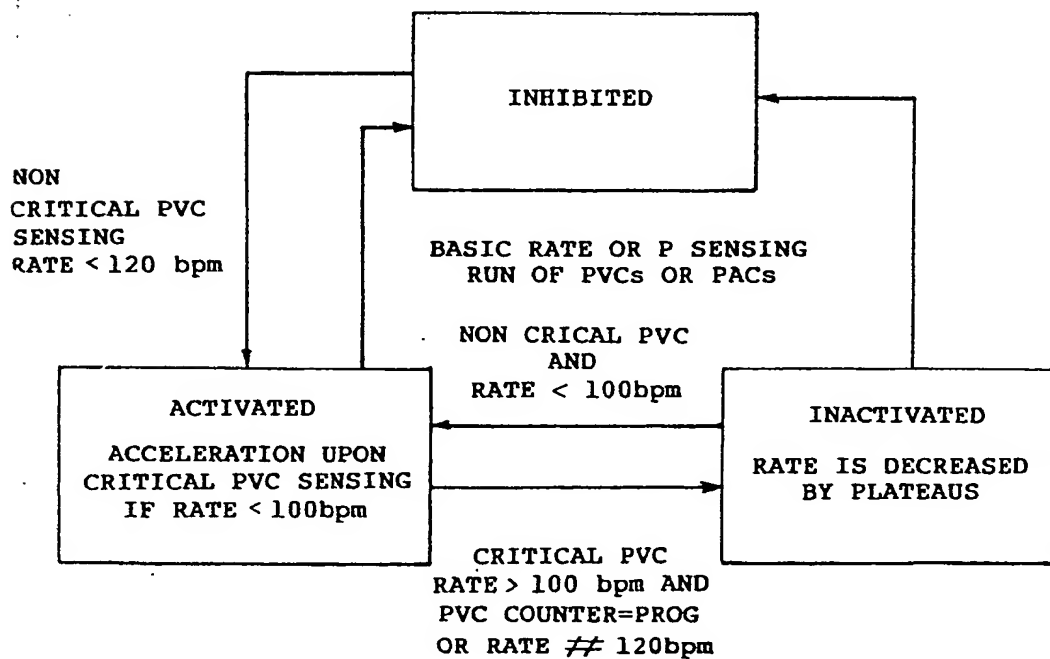 INHIBITED
NON
CRITICAL PVC
SENSING
RATE < 120 bpm
BASIC RATE OR P SENSING
RUN OF PVCs OR PACs
NON CRICAL PVC
AND
RATE < 100bpm
ACTIVATED
ACCELERATION UPON
CRITICAL PVC SENSING
IF RATE < 100bpm
INACTIVATED
RATE IS DECREASED
BY PLATEAUS
CRITICAL PVC
RATE > 100 bpm AND
PVC COUNTER=PROG
OR RATE ≠≠ 120bpm